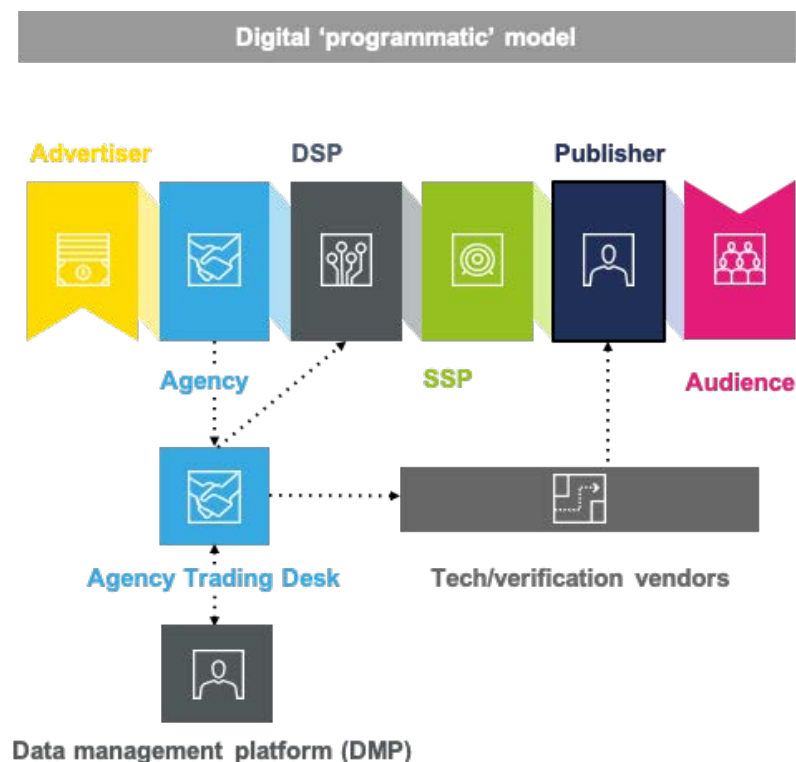 Digital ‘programmatic’ model
Advertiser
DSP
Publisher
Agency
SSP
Audience
Agency Trading Desk
Tech/verification vendors
Data management platform (DMP)